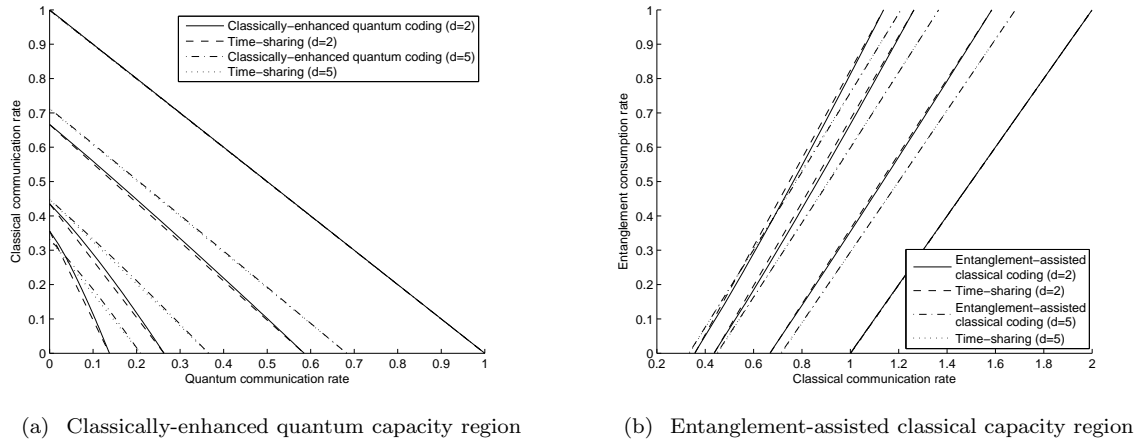 Classical communication rate
1
0.9
0.8
0.7
0.6
0.5
0.4
0.3
0.2
0.1
0
0 0.1 0.2 0.3 0.4 0.5 0.6 0.7 0.8 0.9 1
Quantum communication rate
Classically−enhanced quantum coding (d=2)
Time−sharing (d=2)
Classically−enhanced quantum coding (d=5)
Time−sharing (d=5)
(a) Classically-enhanced quantum capacity region
Entanglement consumption rate
1
0.9
0.8
0.7
0.6
0.5
0.4
0.3
0.2
0.1
0
0.2 0.4 0.6 0.8 1 1.2 1.4 1.6 1.8 2
Classical communication rate
Entanglement−assisted
classical coding (d=2)
Time−sharing (d=2)
Entanglement−assisted
classical coding (d=5)
Time−sharing (d=5)
(b) Entanglement-assisted classical capacity region